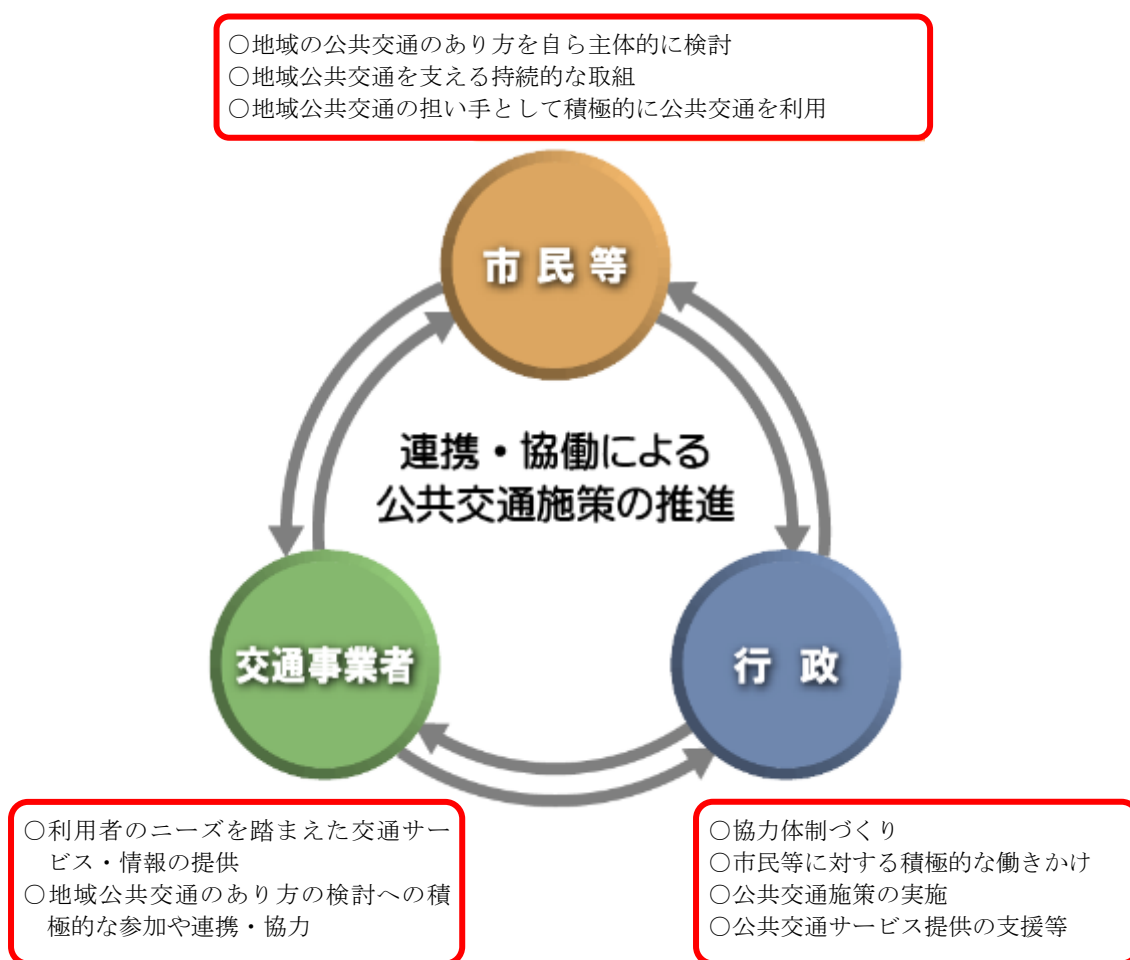 ○地域の公共交通のあり方を自ら主体的に検討
○地域公共交通を支える持続的な取組
○地域公共交通の担い手として積極的に公共交通を利用
市民等
連携・協働による
公共交通施策の推進
交通事業者
行政
○利用者のニーズを踏まえた交通サー
ビス・情報の提供
○地域公共交通のあり方の検討への積
極的な参加や連携・協力
○協力体制づくり
○市民等に対する積極的な働きかけ
○公共交通施策の実施
○公共交通サービス提供の支援等